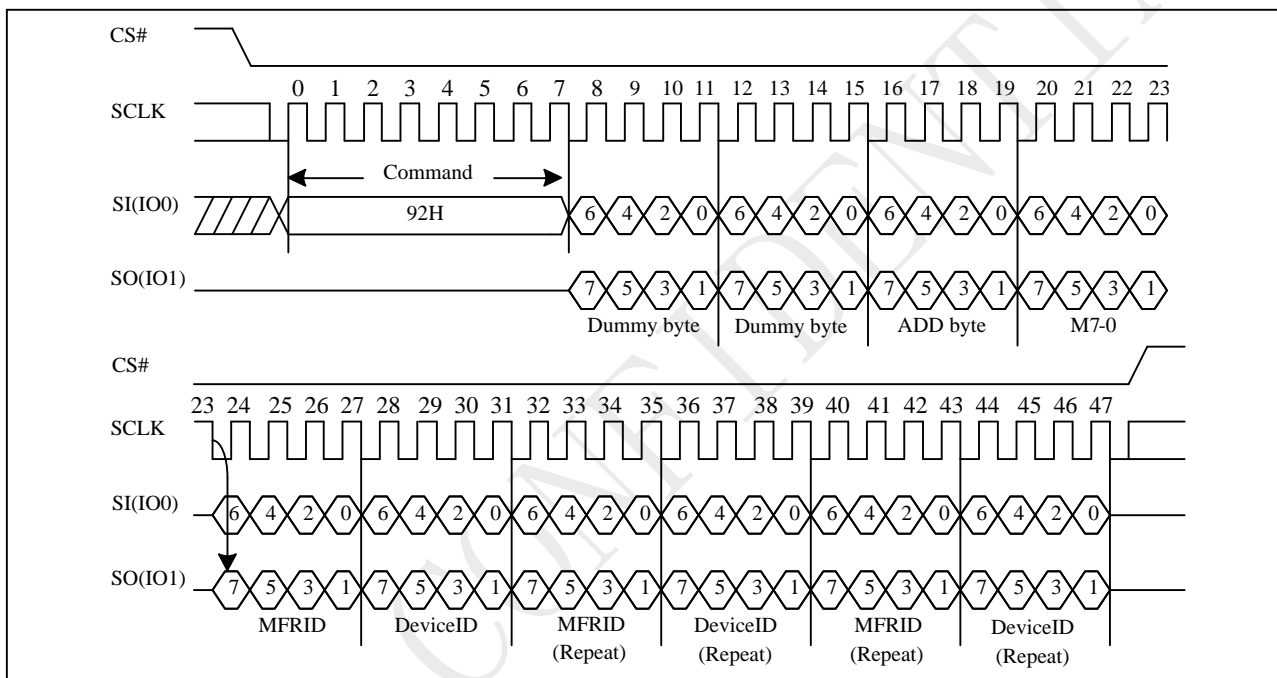 CS#
0 1 2 3 4 5 6 7 8 9 10 11 12 13 14 15 16 17 18 19 20 21 22 23
SCLK
Command
SI(IO0)
92H
6 4 2 0 6 4 2 0 6 4 2 0 6 4 2 0
SO(IO1)
7 5 3 1 7 5 3 1 7 5 3 1 7 5 3 1
Dummy byte Dummy byte ADD byte M7-0
CS#
23 24 25 26 27 28 29 30 31 32 33 34 35 36 37 38 39 40 41 42 43 44 45 46 47
SCLK
SI(IO0)
6 4 2 0 6 4 2 0 6 4 2 0 6 4 2 0 6 4 2 0 6 4 2 0
SO(IO1)
7 5 3 1 7 5 3 1 7 5 3 1 7 5 3 1 7 5 3 1 7 5 3 1
MFRID DeviceID MFRID DeviceID MFRID DeviceID
(Repeat) (Repeat) (Repeat) (Repeat)
CONFIDENTI